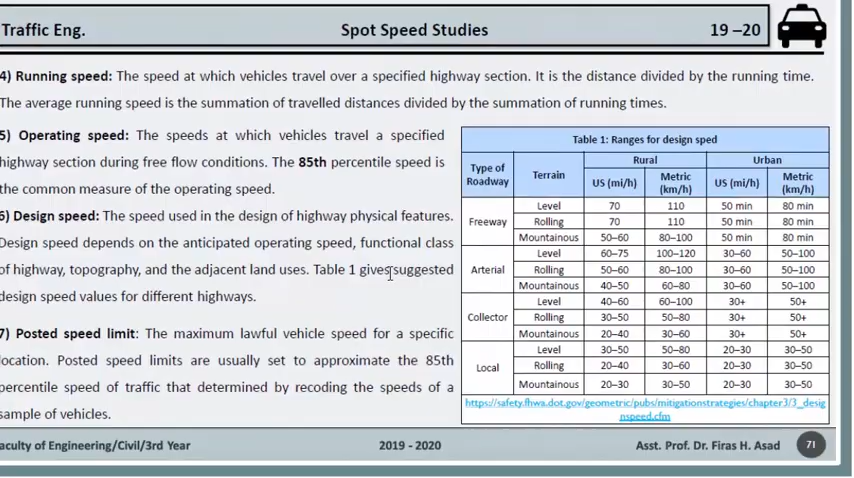 Traffic Eng. Spot Speed Studies 19 –20
4) Running speed: The speed at which vehicles travel over a specified highway section. It is the distance divided by the running time.
The average running speed is the summation of travelled distances divided by the summation of running times.
5) Operating speed: The speeds at which vehicles travel a specified
highway section during free flow conditions. The 85th percentile speed is
the common measure of the operating speed.
6) Design speed: The speed used in the design of highway physical features.
Design speed depends on the anticipated operating speed, functional class
of highway, topography, and the adjacent land uses. Table 1 gives suggested
design speed values for different highways.
7) Posted speed limit: The maximum lawful vehicle speed for a specific
location. Posted speed limits are usually set to approximate the 85th
percentile speed of traffic that determined by recoding the speeds of a
sample of vehicles.
Table 1: Ranges for design sped
Type of Roadway Terrain Rural Urban
US (mi/h) Metric (km/h) US (mi/h) Metric (km/h)
Freeway Level 70 110 50 min 80 min
Rolling 70 110 50 min 80 min
Mountainous 50–60 80–100 50 min 80 min
Arterial Level 60–75 100–120 30–60 50–100
Rolling 50–60 80–100 30–60 50–100
Mountainous 40–50 60–80 30–60 50–100
Collector Level 40–60 60–100 30+ 50+
Rolling 30–50 50–80 30+ 50+
Mountainous 20–40 30–60 30+ 50+
Local Level 30–50 50–80 20–30 30–50
Rolling 20–40 30–60 20–30 30–50
Mountainous 20–30 30–50 20–30 30–50
https://safety.fhwa.dot.gov/geometric/pubs/mitigationstrategies/chapter3/3_desig
nspeed.cfm
aculty of Engineering/Civil/3rd Year 2019 - 2020 Asst. Prof. Dr. Firas H. Asad 71